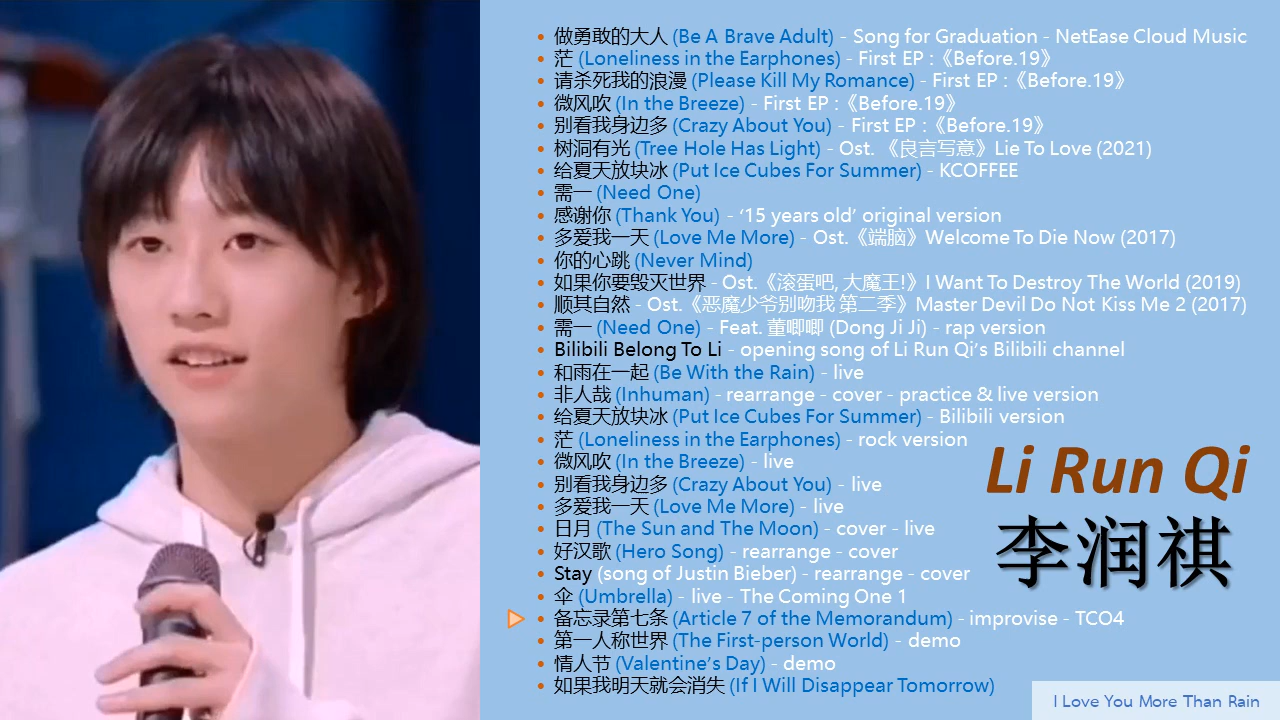 • 做勇敢的大人 (Be A Brave Adult) - Song for Graduation - NetEase Cloud Music
• 茫 (Loneliness in the Earphones) - First EP :《Before.19》
• 请杀死我的浪漫 (Please Kill My Romance) - First EP :《Before.19》
• 微风吹 (In the Breeze) - First EP :《Before.19》
• 别看我身边多 (Crazy About You) - First EP :《Before.19》
• 树洞有光 (Tree Hole Has Light) - Ost. 《良言写意》Lie To Love (2021)
• 给夏天放块冰 (Put Ice Cubes For Summer) - KCOFFEE
• 需一 (Need One)
• 感谢你 (Thank You) - ‘15 years old’ original version
• 多爱我一天 (Love Me More) - Ost.《端脑》Welcome To Die Now (2017)
• 你的心跳 (Never Mind)
• 如果你要毁灭世界 - Ost.《滚蛋吧, 大魔王!》I Want To Destroy The World (2019)
• 顺其自然 - Ost.《恶魔少爷别吻我 第二季》Master Devil Do Not Kiss Me 2 (2017)
• 需一 (Need One) - Feat. 董唧唧 (Dong Ji Ji) - rap version
• Bilibili Belong To Li - opening song of Li Run Qi’s Bilibili channel
• 和雨在一起 (Be With the Rain) - live
• 非人哉 (Inhuman) - rearrange - cover - practice & live version
• 给夏天放块冰 (Put Ice Cubes For Summer) - Bilibili version
• 茫 (Loneliness in the Earphones) - rock version
• 微风吹 (In the Breeze) - live
• 别看我身边多 (Crazy About You) - live
• 多爱我一天 (Love Me More) - live
• 日月 (The Sun and The Moon) - cover - live
• 好汉歌 (Hero Song) - rearrange - cover
• Stay (song of Justin Bieber) - rearrange - cover
• 伞 (Umbrella) - live - The Coming One 1
• 备忘录第七条 (Article 7 of the Memorandum) - improvise - TCO4
• 第一人称世界 (The First-person World) - demo
• 情人节 (Valentine’s Day) - demo
• 如果我明天就会消失 (If I Will Disappear Tomorrow)
Li Run Qi
李润祺
I Love You More Than Rain